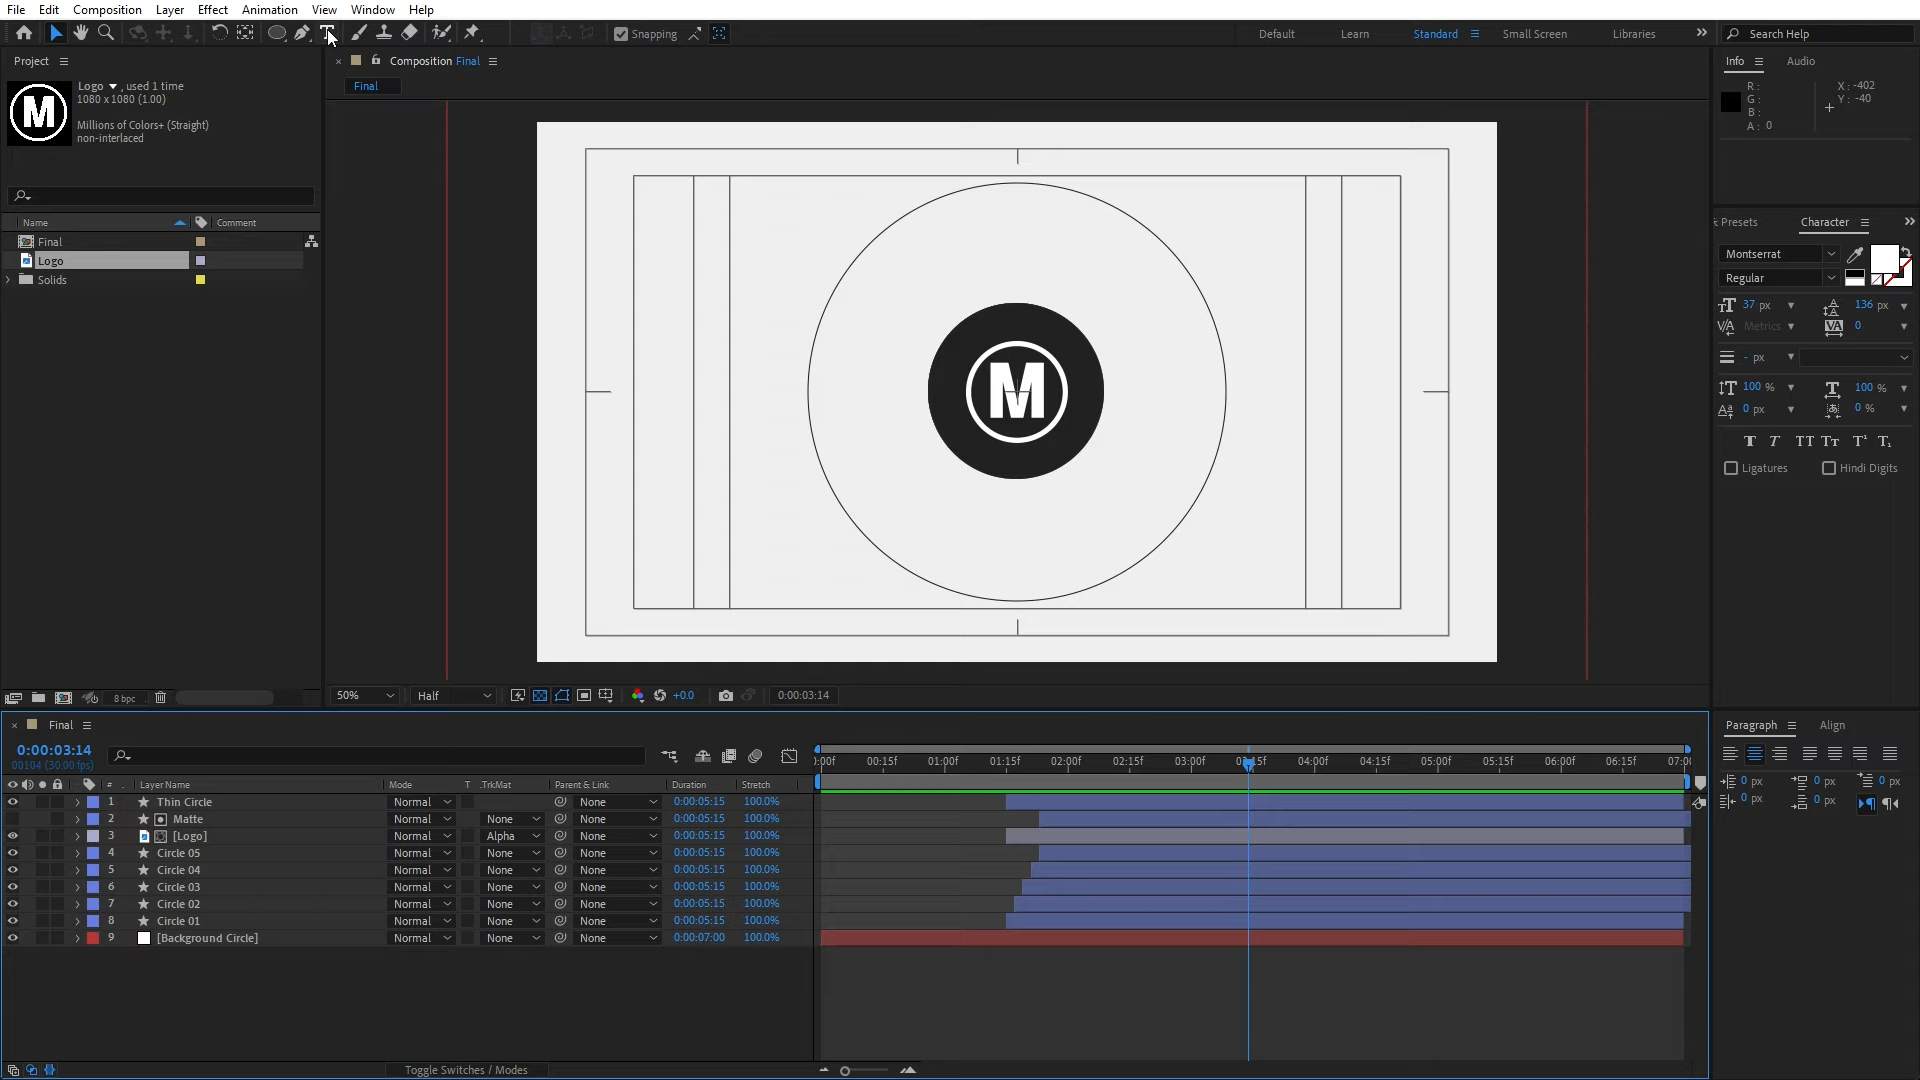 File Edit Composition Layer Effect Animation View Window Help
Snapping Default Learn Standard Small Screen Libraries Search Help
Project
Composition Final
Info Audio
Logo , used 1 time
1080 x 1080 (1.00)
Millions of Colors+ (Straight)
non-interlaced
M
Final
R :
G :
B :
A : 0
X : -402
Y : -40
Name Comment
Final
Logo
Solids
M
Presets Character
Montserrat
Regular
37 px 136 px
Metrics 0
- px
100 % 100 %
0 px 0 %
Ligatures Hindi Digits
8 bpc
50% Half +0.0 0:00:03:14
Final
0:00:03:14
00104 (30.00 fps)
:00f 00:15f 01:00f 01:15f 02:00f 02:15f 03:00f 03:15f 04:00f 04:15f 05:00f 05:15f 06:00f 06:15f 07:00
# Layer Name Mode T .TrkMat Parent & Link Duration Stretch
1 Thin Circle Normal None 0:00:05:15 100.0%
2 Matte Normal None None 0:00:05:15 100.0%
3 [Logo] Normal Alpha None 0:00:05:15 100.0%
4 Circle 05 Normal None None 0:00:05:15 100.0%
5 Circle 04 Normal None None 0:00:05:15 100.0%
6 Circle 03 Normal None None 0:00:05:15 100.0%
7 Circle 02 Normal None None 0:00:05:15 100.0%
8 Circle 01 Normal None None 0:00:05:15 100.0%
9 [Background Circle] Normal None None 0:00:07:00 100.0%
Toggle Switches / Modes
Paragraph Align
0 px 0 px 0 px
0 px 0 px